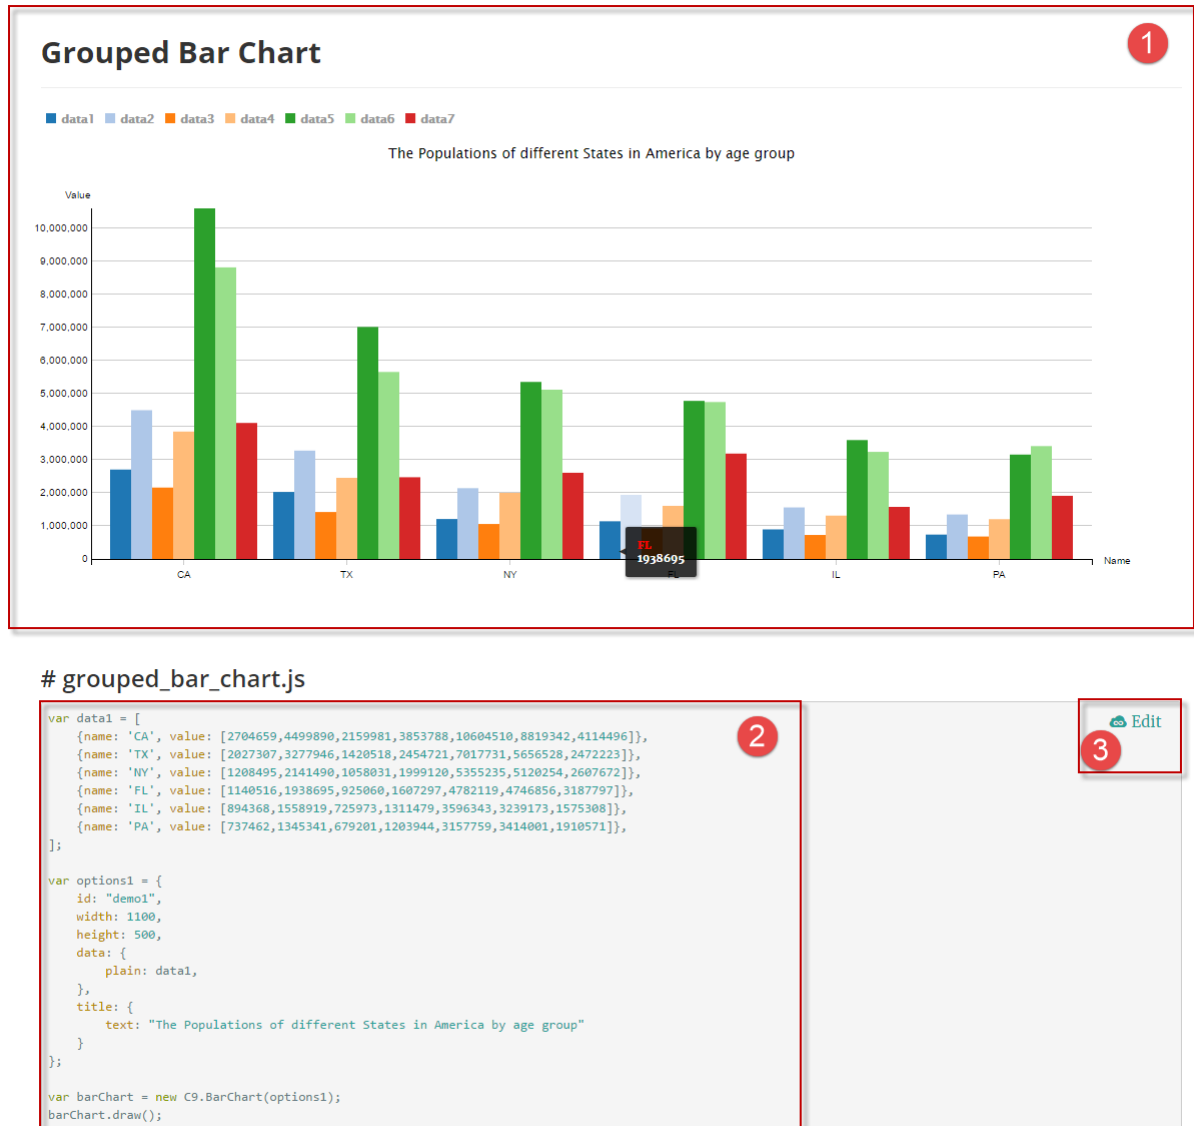 Grouped Bar Chart
1
data1 data2 data3 data4 data5 data6 data7
The Populations of different States in America by age group
Value
10,000,000
9,000,000
8,000,000
7,000,000
6,000,000
5,000,000
4,000,000
3,000,000
2,000,000
1,000,000
0
FL
1938695
Name
CA TX NY FL IL PA
# grouped_bar_chart.js
var data1 = [
{name: 'CA', value: [2704659,4499890,2159981,3853788,10604510,8819342,4114496]},
{name: 'TX', value: [2027307,3277946,1420518,2454721,7017731,5656528,2472223]},
{name: 'NY', value: [1208495,2141490,1058031,1999120,5355235,5120254,2607672]},
{name: 'FL', value: [1140516,1938695,925060,1607297,4782119,4746856,3187797]},
{name: 'IL', value: [894368,1558919,725973,1311479,3596343,3239173,1575308]},
{name: 'PA', value: [737462,1345341,679201,1203944,3157759,3414001,1910571]},
];
2
Edit
3
var options1 = {
id: "demo1",
width: 1100,
height: 500,
data: {
plain: data1,
},
title: {
text: "The Populations of different States in America by age group"
}
};
var barChart = new C9.BarChart(options1);
barChart.draw();